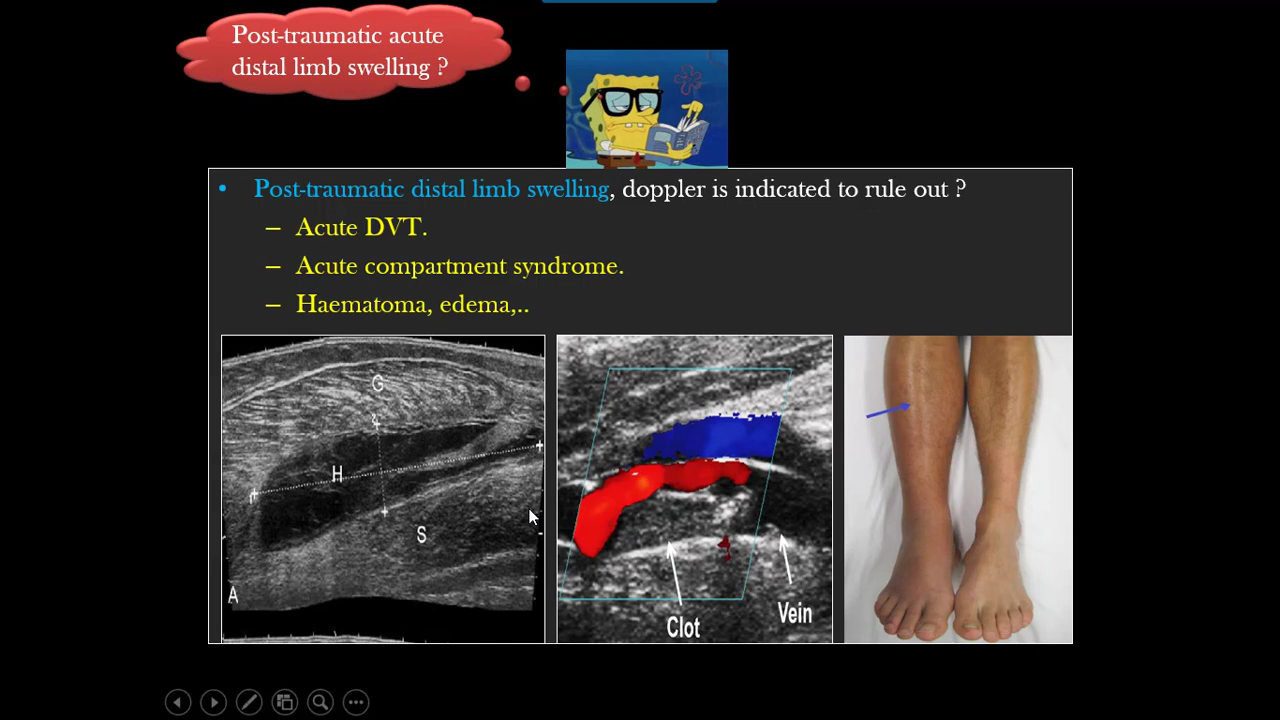 Post-traumatic acute
distal limb swelling ?
• Post-traumatic distal limb swelling, doppler is indicated to rule out ?
– Acute DVT.
– Acute compartment syndrome.
– Haematoma, edema,..
G
H
S
A
Clot
Vein